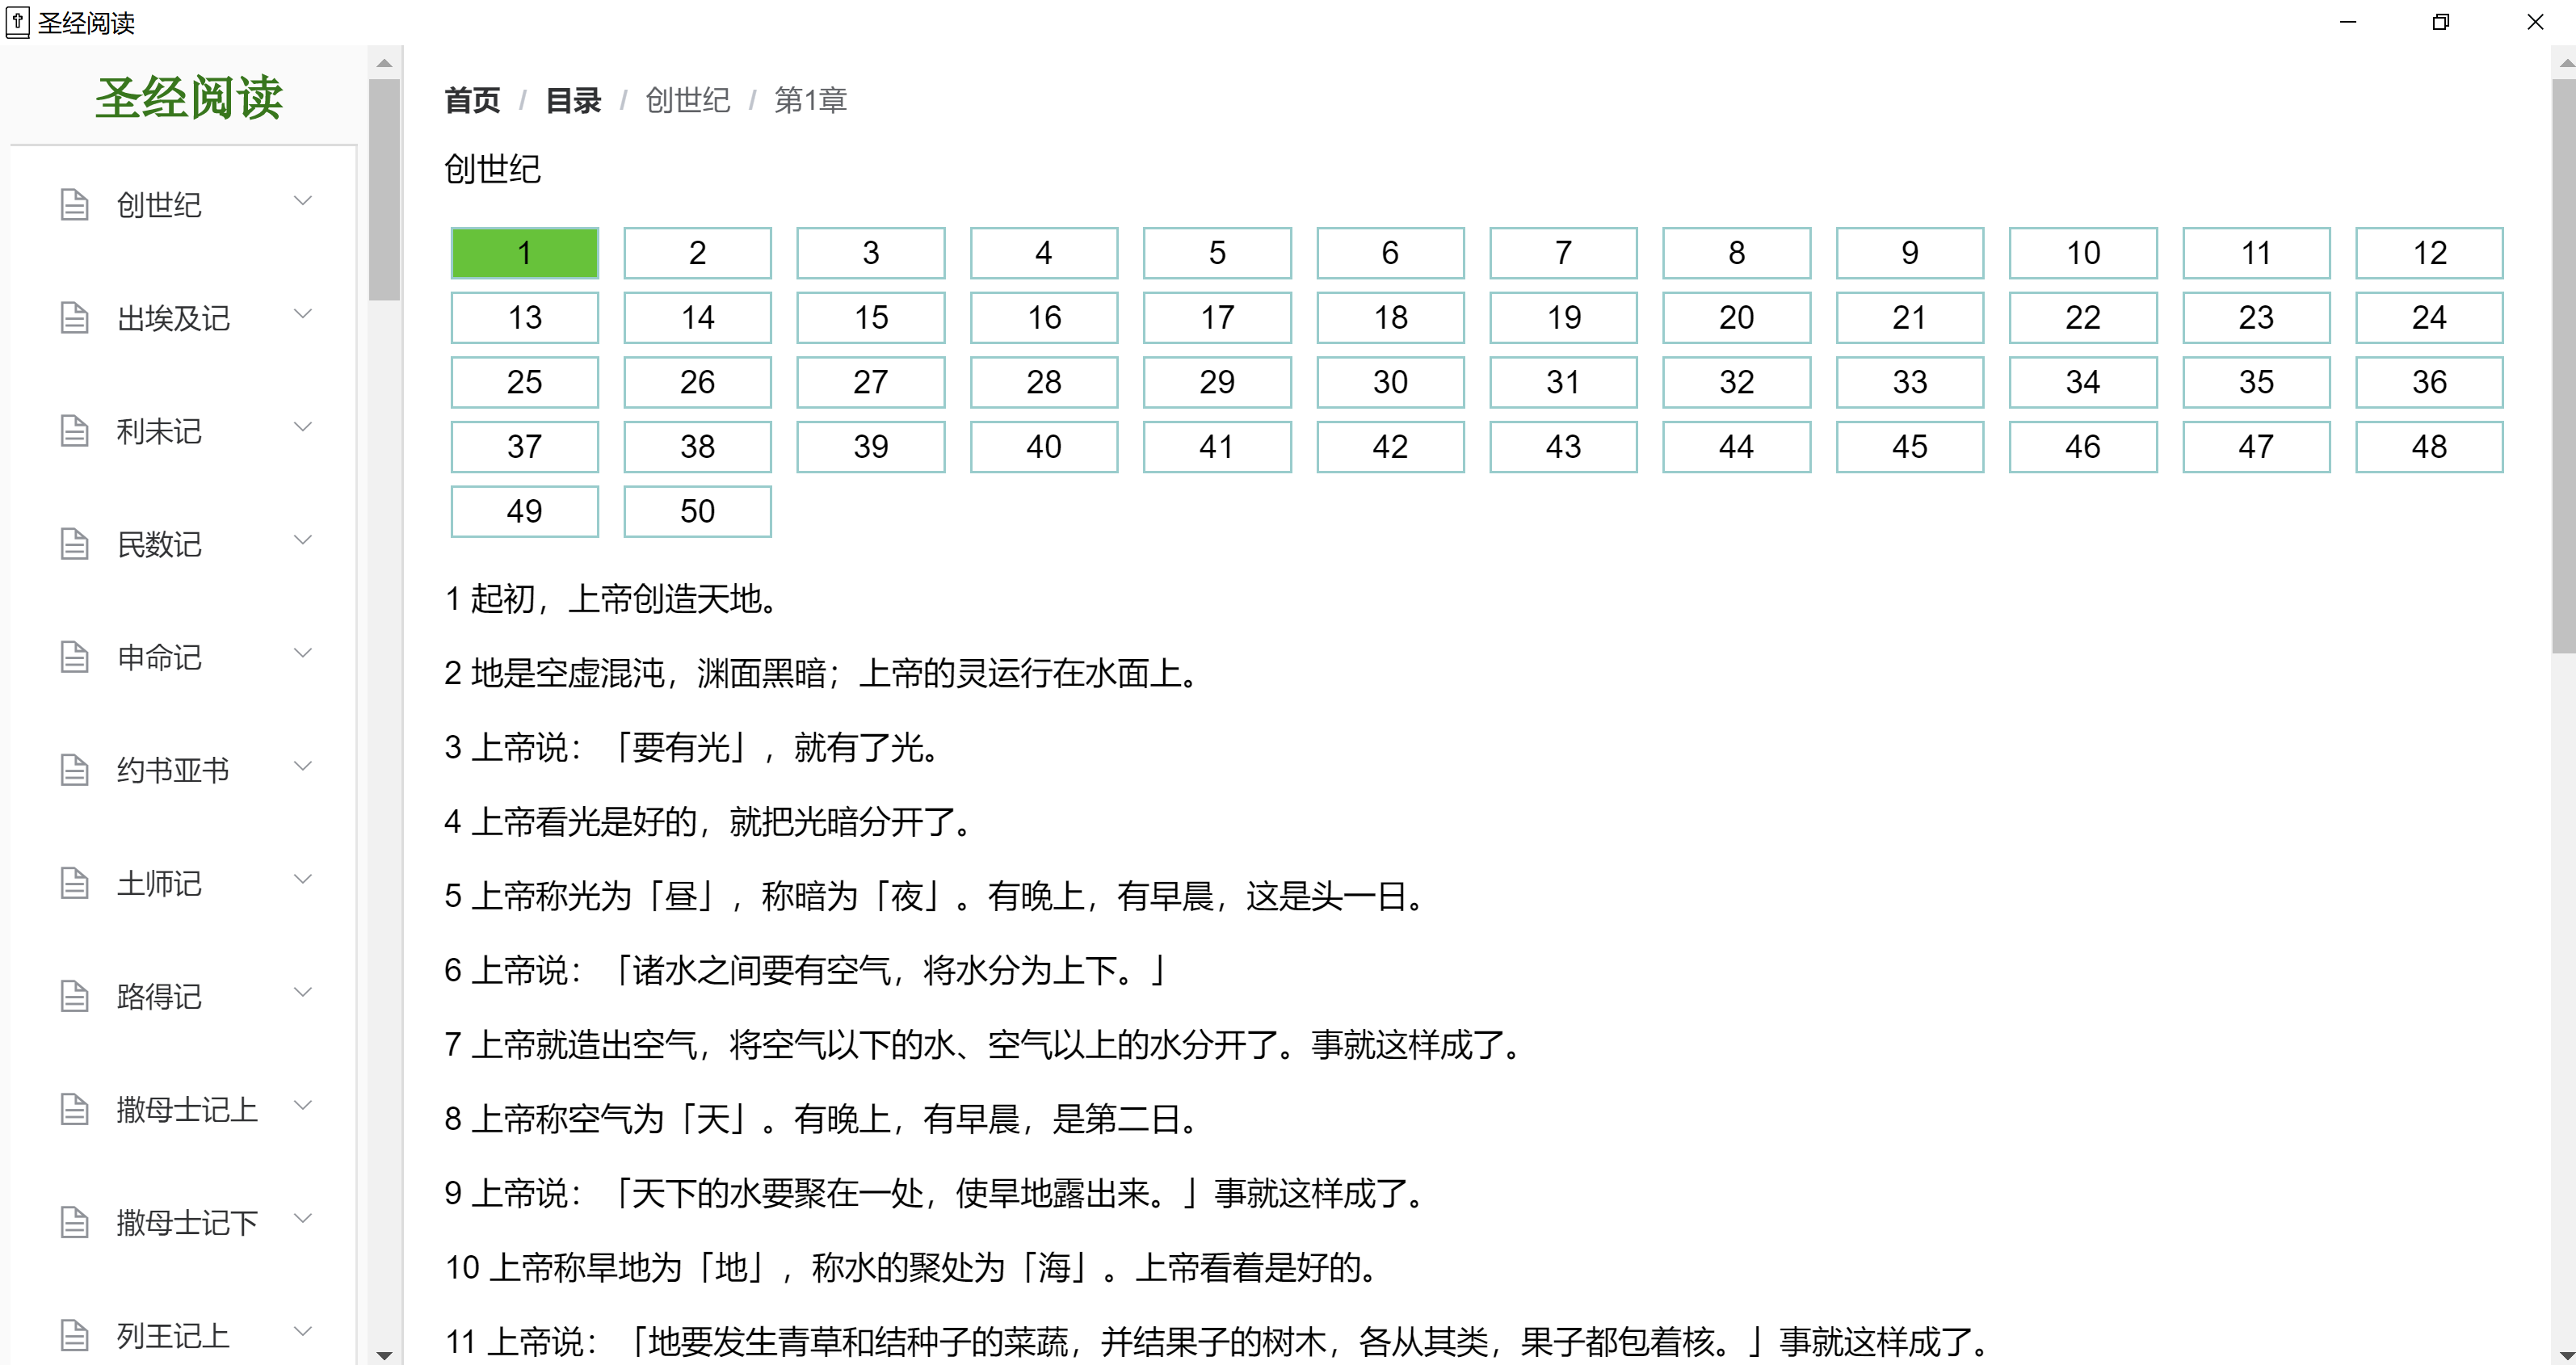 圣经阅读
圣经阅读
创世纪
出埃及记
利未记
民数记
申命记
约书亚书
土师记
路得记
撒母士记上
撒母士记下
列王记上
首页 / 目录 / 创世纪 / 第1章
创世纪
1 2 3 4 5 6 7 8 9 10 11 12
13 14 15 16 17 18 19 20 21 22 23 24
25 26 27 28 29 30 31 32 33 34 35 36
37 38 39 40 41 42 43 44 45 46 47 48
49 50
1 起初，上帝创造天地。
2 地是空虚混沌，渊面黑暗；上帝的灵运行在水面上。
3 上帝说：「要有光」，就有了光。
4 上帝看光是好的，就把光暗分开了。
5 上帝称光为「昼」，称暗为「夜」。有晚上，有早晨，这是头一日。
6 上帝说：「诸水之间要有空气，将水分为上下。」
7 上帝就造出空气，将空气以下的水、空气以上的水分开了。事就这样成了。
8 上帝称空气为「天」。有晚上，有早晨，是第二日。
9 上帝说：「天下的水要聚在一处，使旱地露出来。」事就这样成了。
10 上帝称旱地为「地」，称水的聚处为「海」。上帝看着是好的。
11 上帝说：「地要发生青草和结种子的菜蔬，并结果子的树木，各从其类，果子都包着核。」事就这样成了。